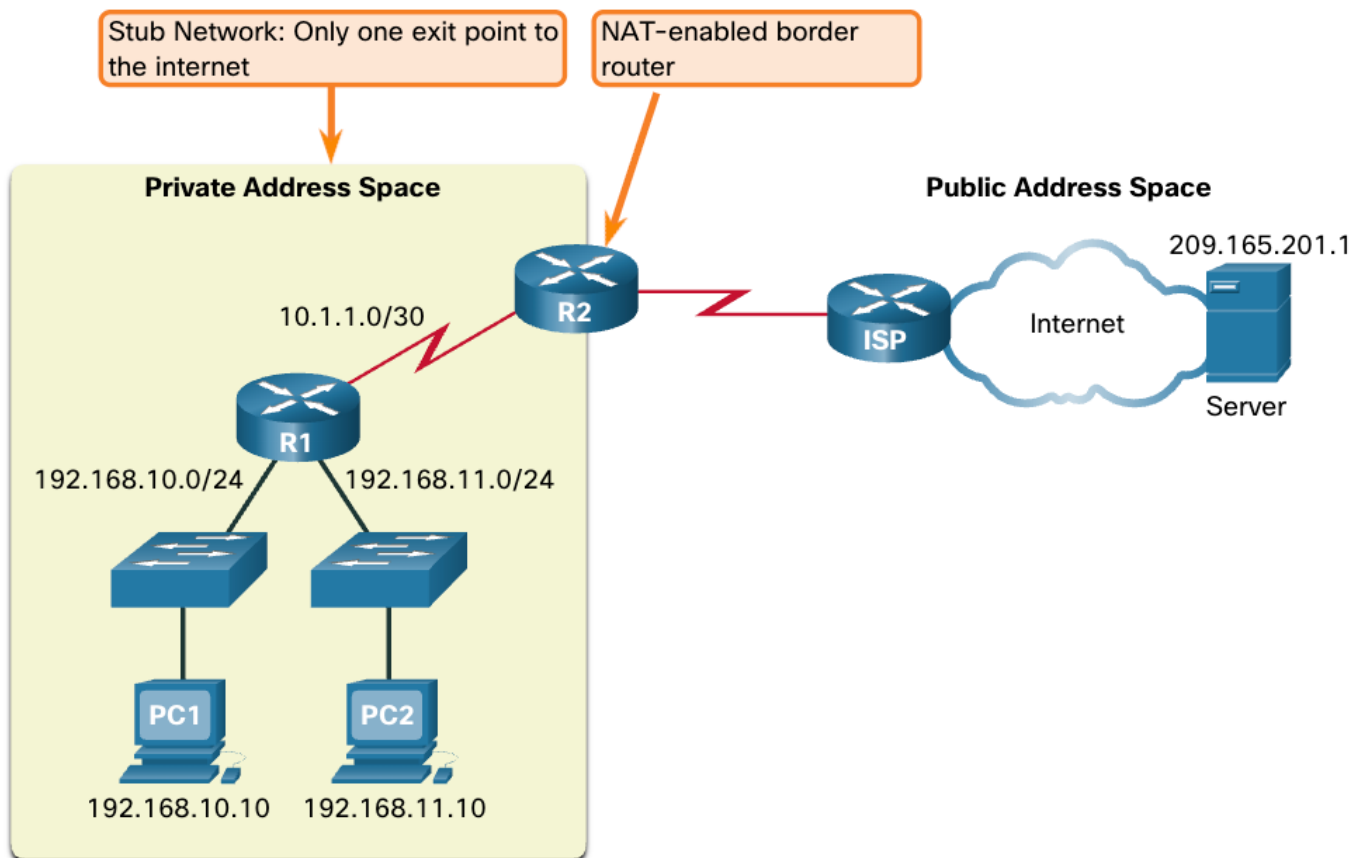 Stub Network: Only one exit point to
the internet
NAT-enabled border
router
Private Address Space
Public Address Space
209.165.201.1
R2
10.1.1.0/30
ISP
Internet
Server
R1
192.168.10.0/24
192.168.11.0/24
PC1
PC2
192.168.10.10
192.168.11.10